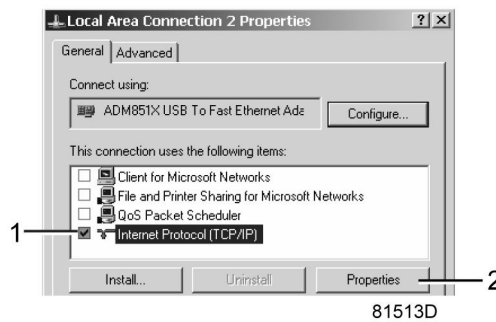 Local Area Connection 2 Properties
General Advanced
Connect using:
ADM851X USB To Fast Ethernet Ada
Configure...
This connection uses the following items:
Client for Microsoft Networks
File and Printer Sharing for Microsoft Networks
QoS Packet Scheduler
1
Internet Protocol (TCP/IP)
Install... Uninstall Properties
2
81513D